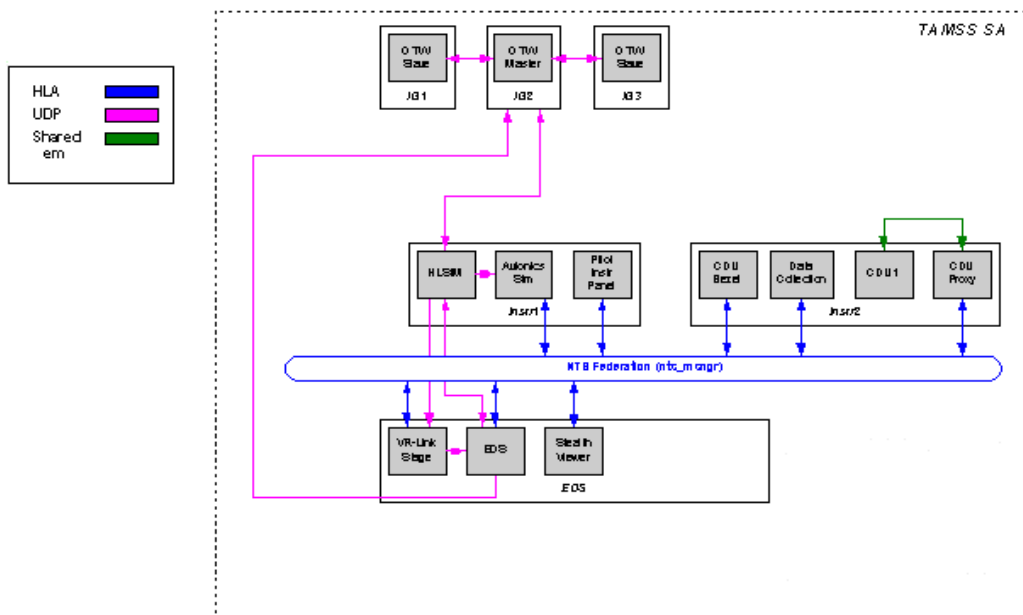 TAMSS SA
HLA
UDP
Shared
em
OTW
Slave
OTW
Master
OTW
Slave
IG1
IG2
IG3
HLSIM
Avionics
Sim
Pilot
Instr
Panel
CDU
Bezel
Data
Collection
CDU1
CDU
Proxy
Instr1
Instr2
NTB Federation (ntc_mcngr)
VR-Link
Stage
EOS
Stealth
Viewer
EOS